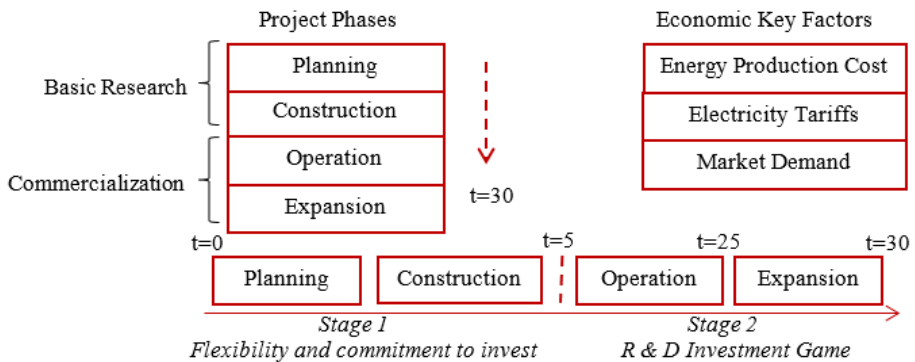 Project Phases
Economic Key Factors
Basic Research
Planning
Construction
Commercialization
Operation
Expansion
t=30
Energy Production Cost
Electricity Tariffs
Market Demand
t=0
t=5
t=25
t=30
Planning
Construction
Operation
Expansion
Stage 1
Flexibility and commitment to invest
Stage 2
R & D Investment Game